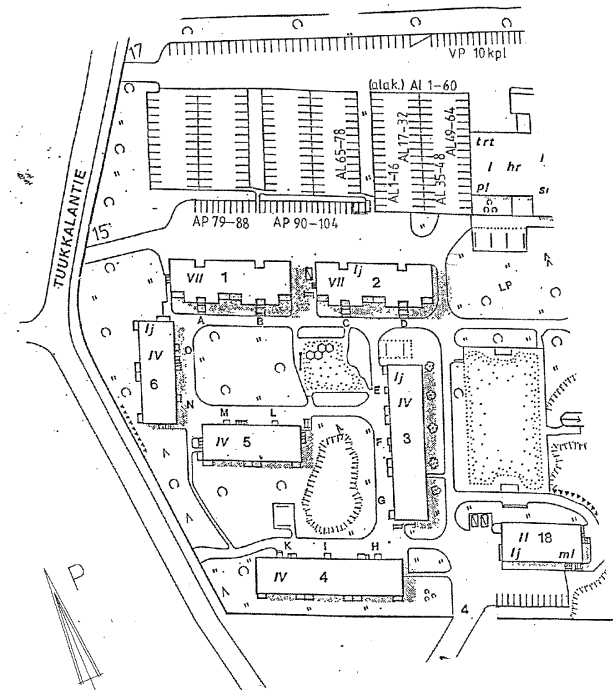 17
VP 10 kpl
(alak.) AL 1-60
AL 65-78
AL 1-16
AL 17-32
AL 35-48
AL 49-64
trt
l hr
pl
AP 79-88
AP 90-104
15
TUUKKALANTIE
VII 1
VII lj 2
LP
A
B
C
D
lj
IV
6
O
N
M
L
IV 5
E
lj
IV
3
F
G
K
I
H
IV 4
II 18
lj ml
4
P